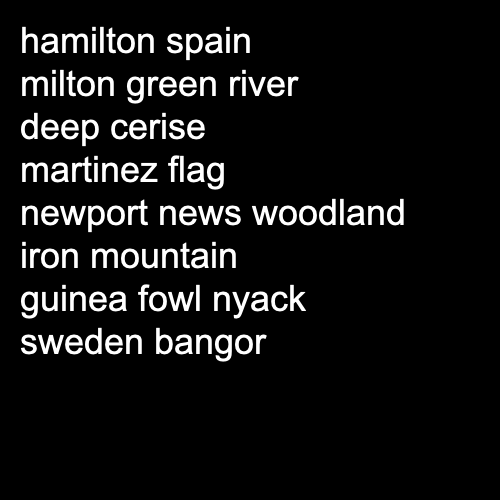 hamilton spain
milton green river
deep cerise
martinez flag
newport news woodland
iron mountain
guinea fowl nyack
sweden bangor